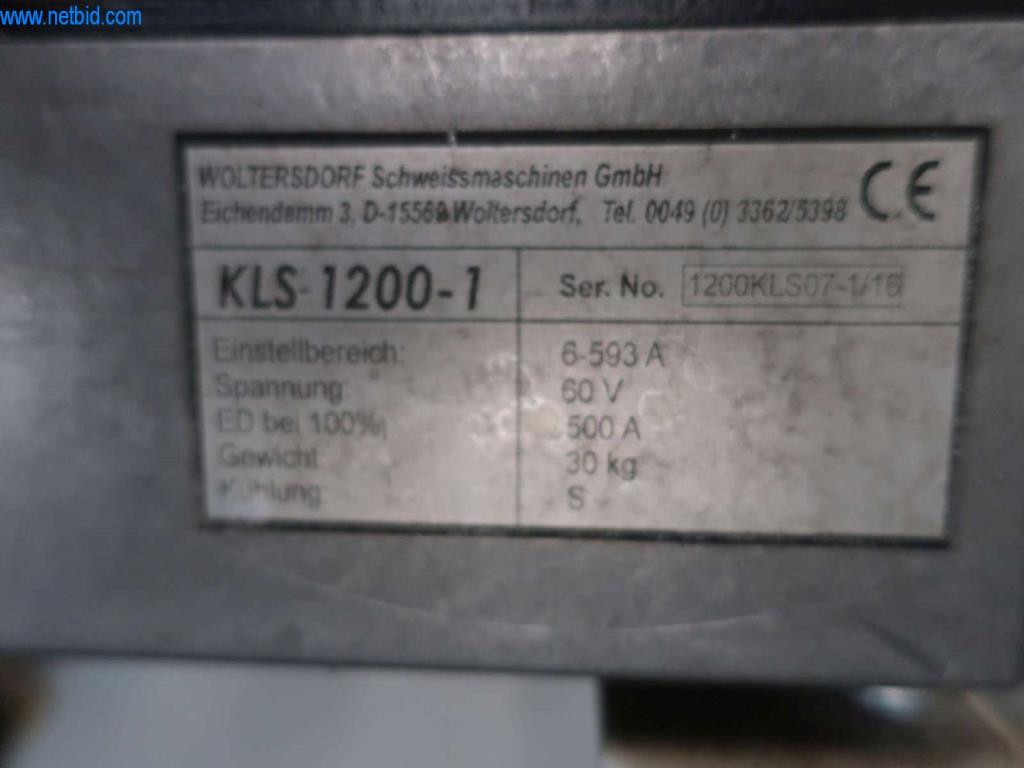 www.netbid.com
WOLTERSDORF Schweissmaschinen GmbH
Eichendamm 3, D-15569 Woltersdorf, Tel. 0049 (0) 3362/5398 CE
KLS 1200-1 Ser. No. 1200KLS07-1/16
Einstellbereich: 6-593 A
Spannung: 60 V
ED bei 100%: 500 A
Gewicht: 30 kg
Kühlung: S